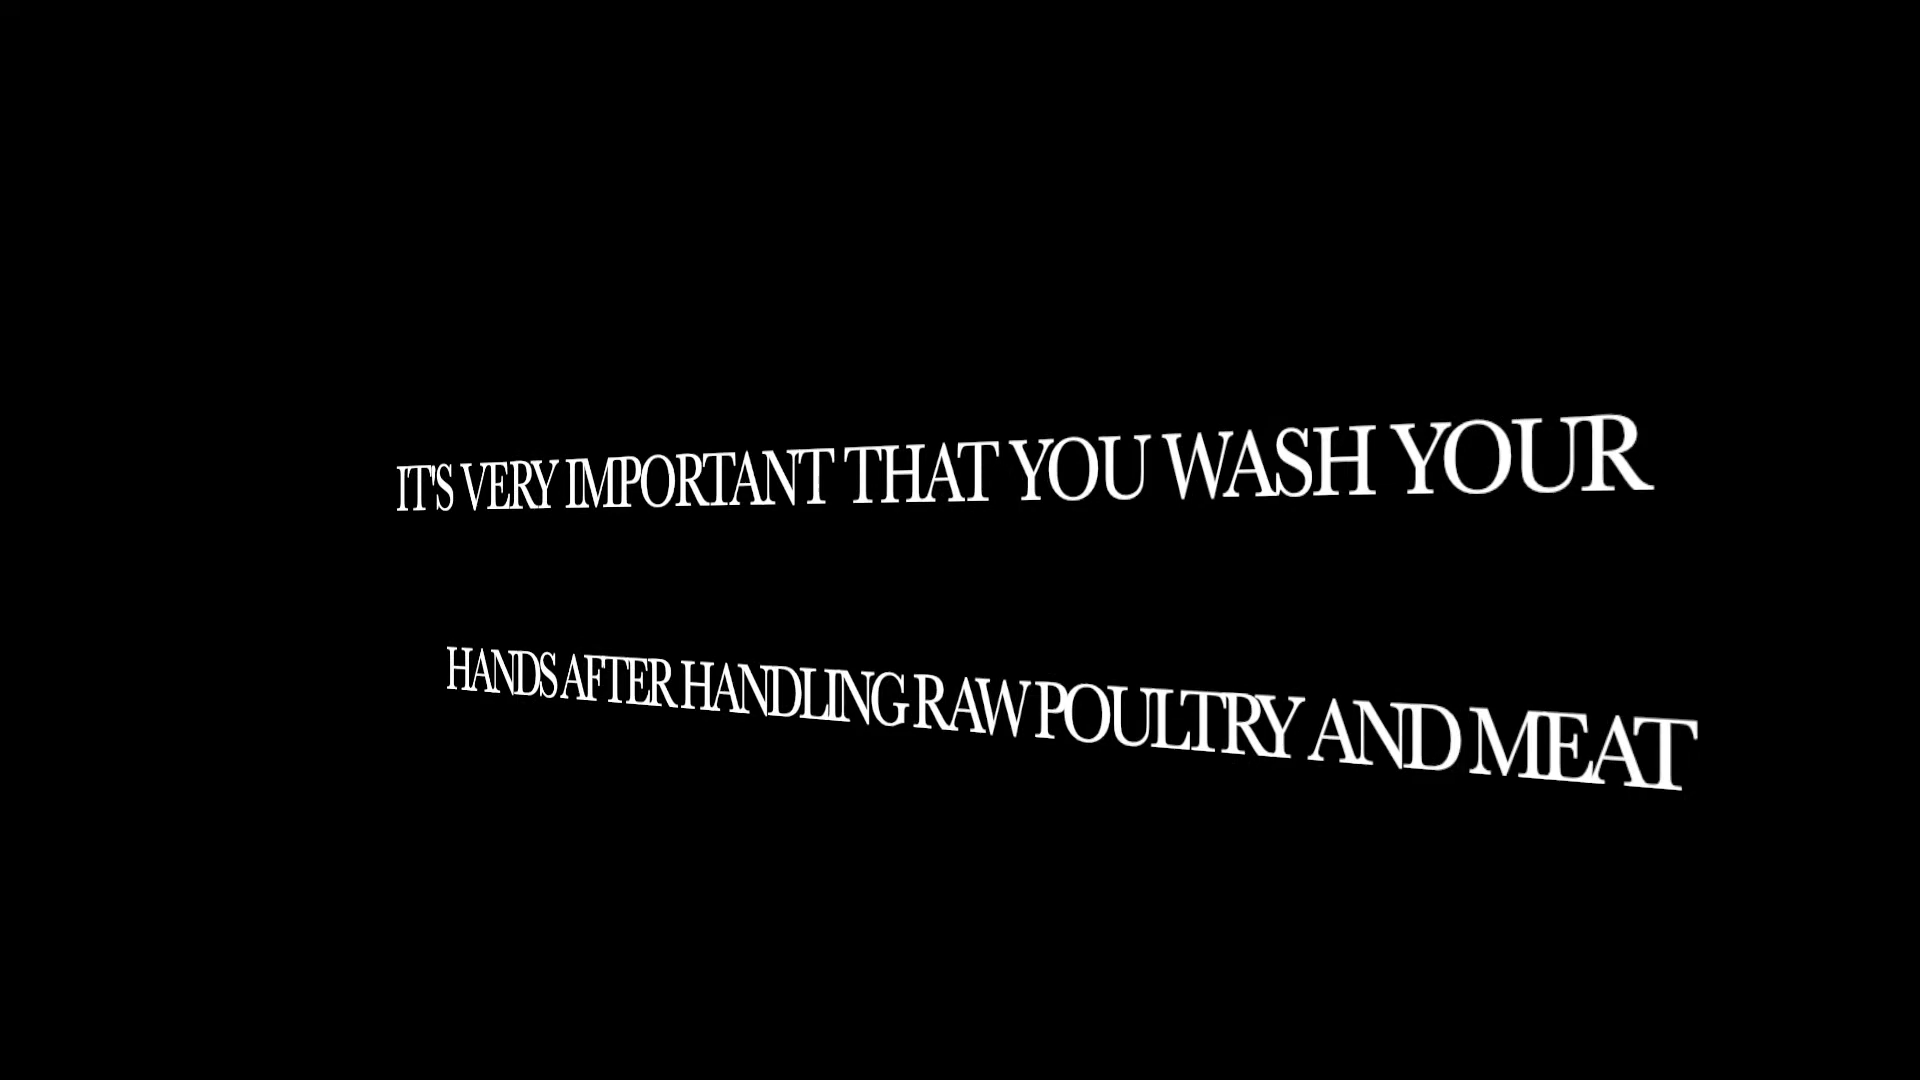 IT'S VERY IMPORTANT THAT YOU WASH YOUR
HANDS AFTER HANDLING RAW POULTRY AND MEAT